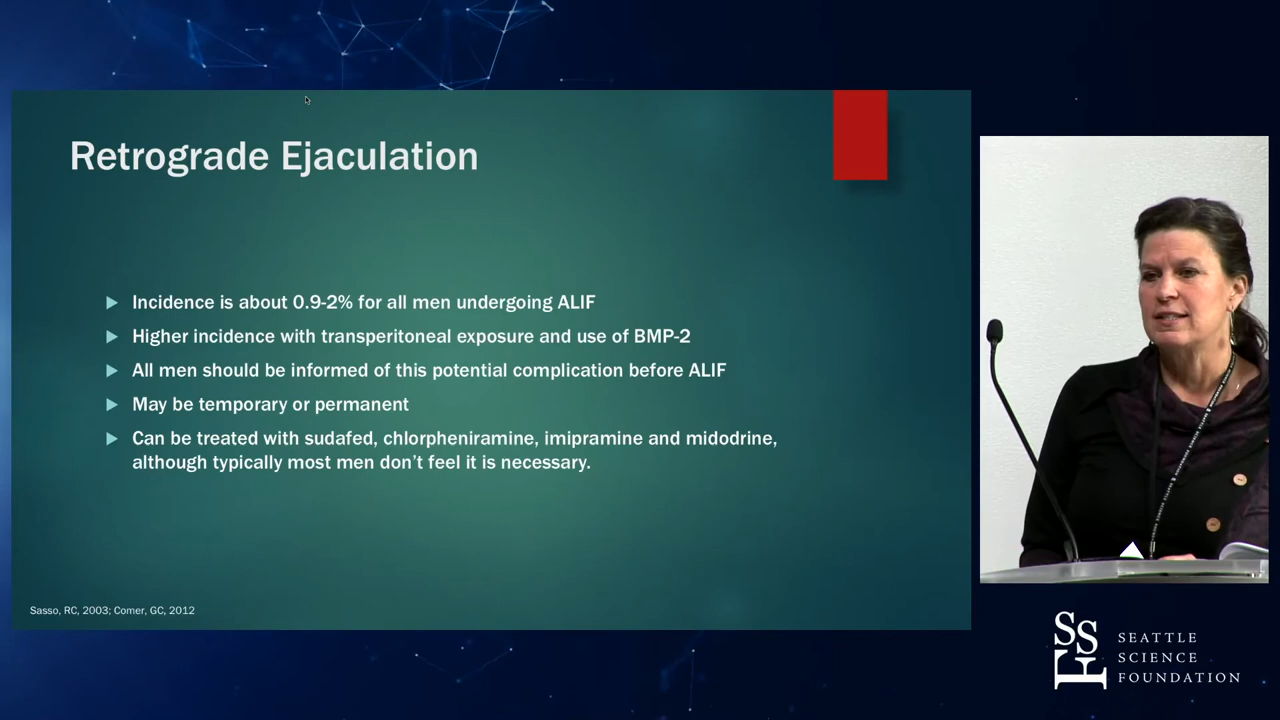 Retrograde Ejaculation
Incidence is about 0.9-2% for all men undergoing ALIF
Higher incidence with transperitoneal exposure and use of BMP-2
All men should be informed of this potential complication before ALIF
May be temporary or permanent
Can be treated with sudafed, chlorpheniramine, imipramine and midodrine,
although typically most men don't feel it is necessary.
Sasso, RC, 2003; Comer, GC, 2012
SSF
SEATTLE
SCIENCE
FOUNDATION